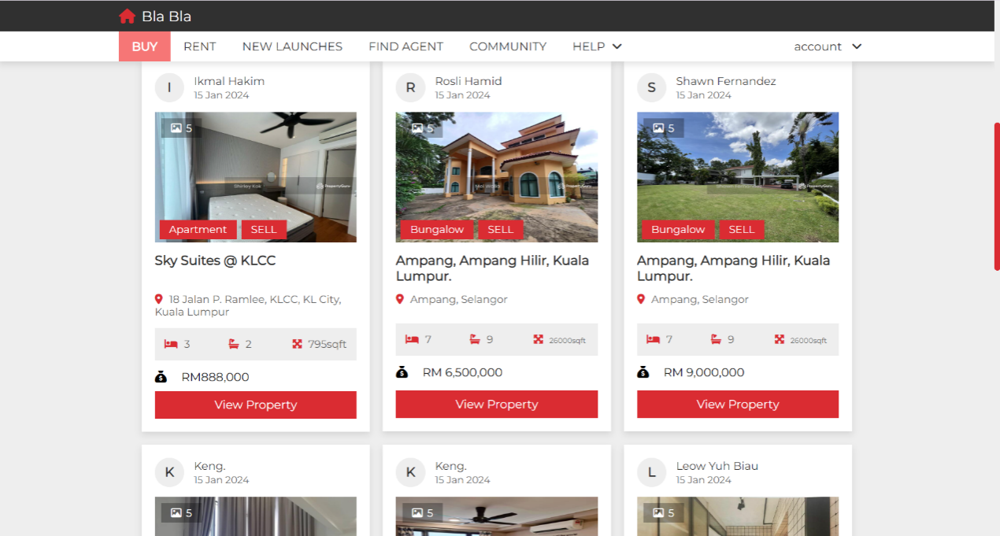 Bla Bla
BUY RENT NEW LAUNCHES FIND AGENT COMMUNITY HELP account
I
Ikmal Hakim
15 Jan 2024
5
Shirley Kok PropertyGuru
Apartment SELL
Sky Suites @ KLCC
18 Jalan P. Ramlee, KLCC, KL City,
Kuala Lumpur
3 2 795sqft
RM888,000
View Property
R
Rosli Hamid
15 Jan 2024
5
PropertyGuru
Bungalow SELL
Ampang, Ampang Hilir, Kuala
Lumpur.
Ampang, Selangor
7 9 26000sqft
RM 6,500,000
View Property
S
Shawn Fernandez
15 Jan 2024
5
PropertyGuru
Bungalow SELL
Ampang, Ampang Hilir, Kuala
Lumpur.
Ampang, Selangor
7 9 26000sqft
RM 9,000,000
View Property
K
Keng.
15 Jan 2024
5
K
Keng.
15 Jan 2024
5
L
Leow Yuh Biau
15 Jan 2024
5